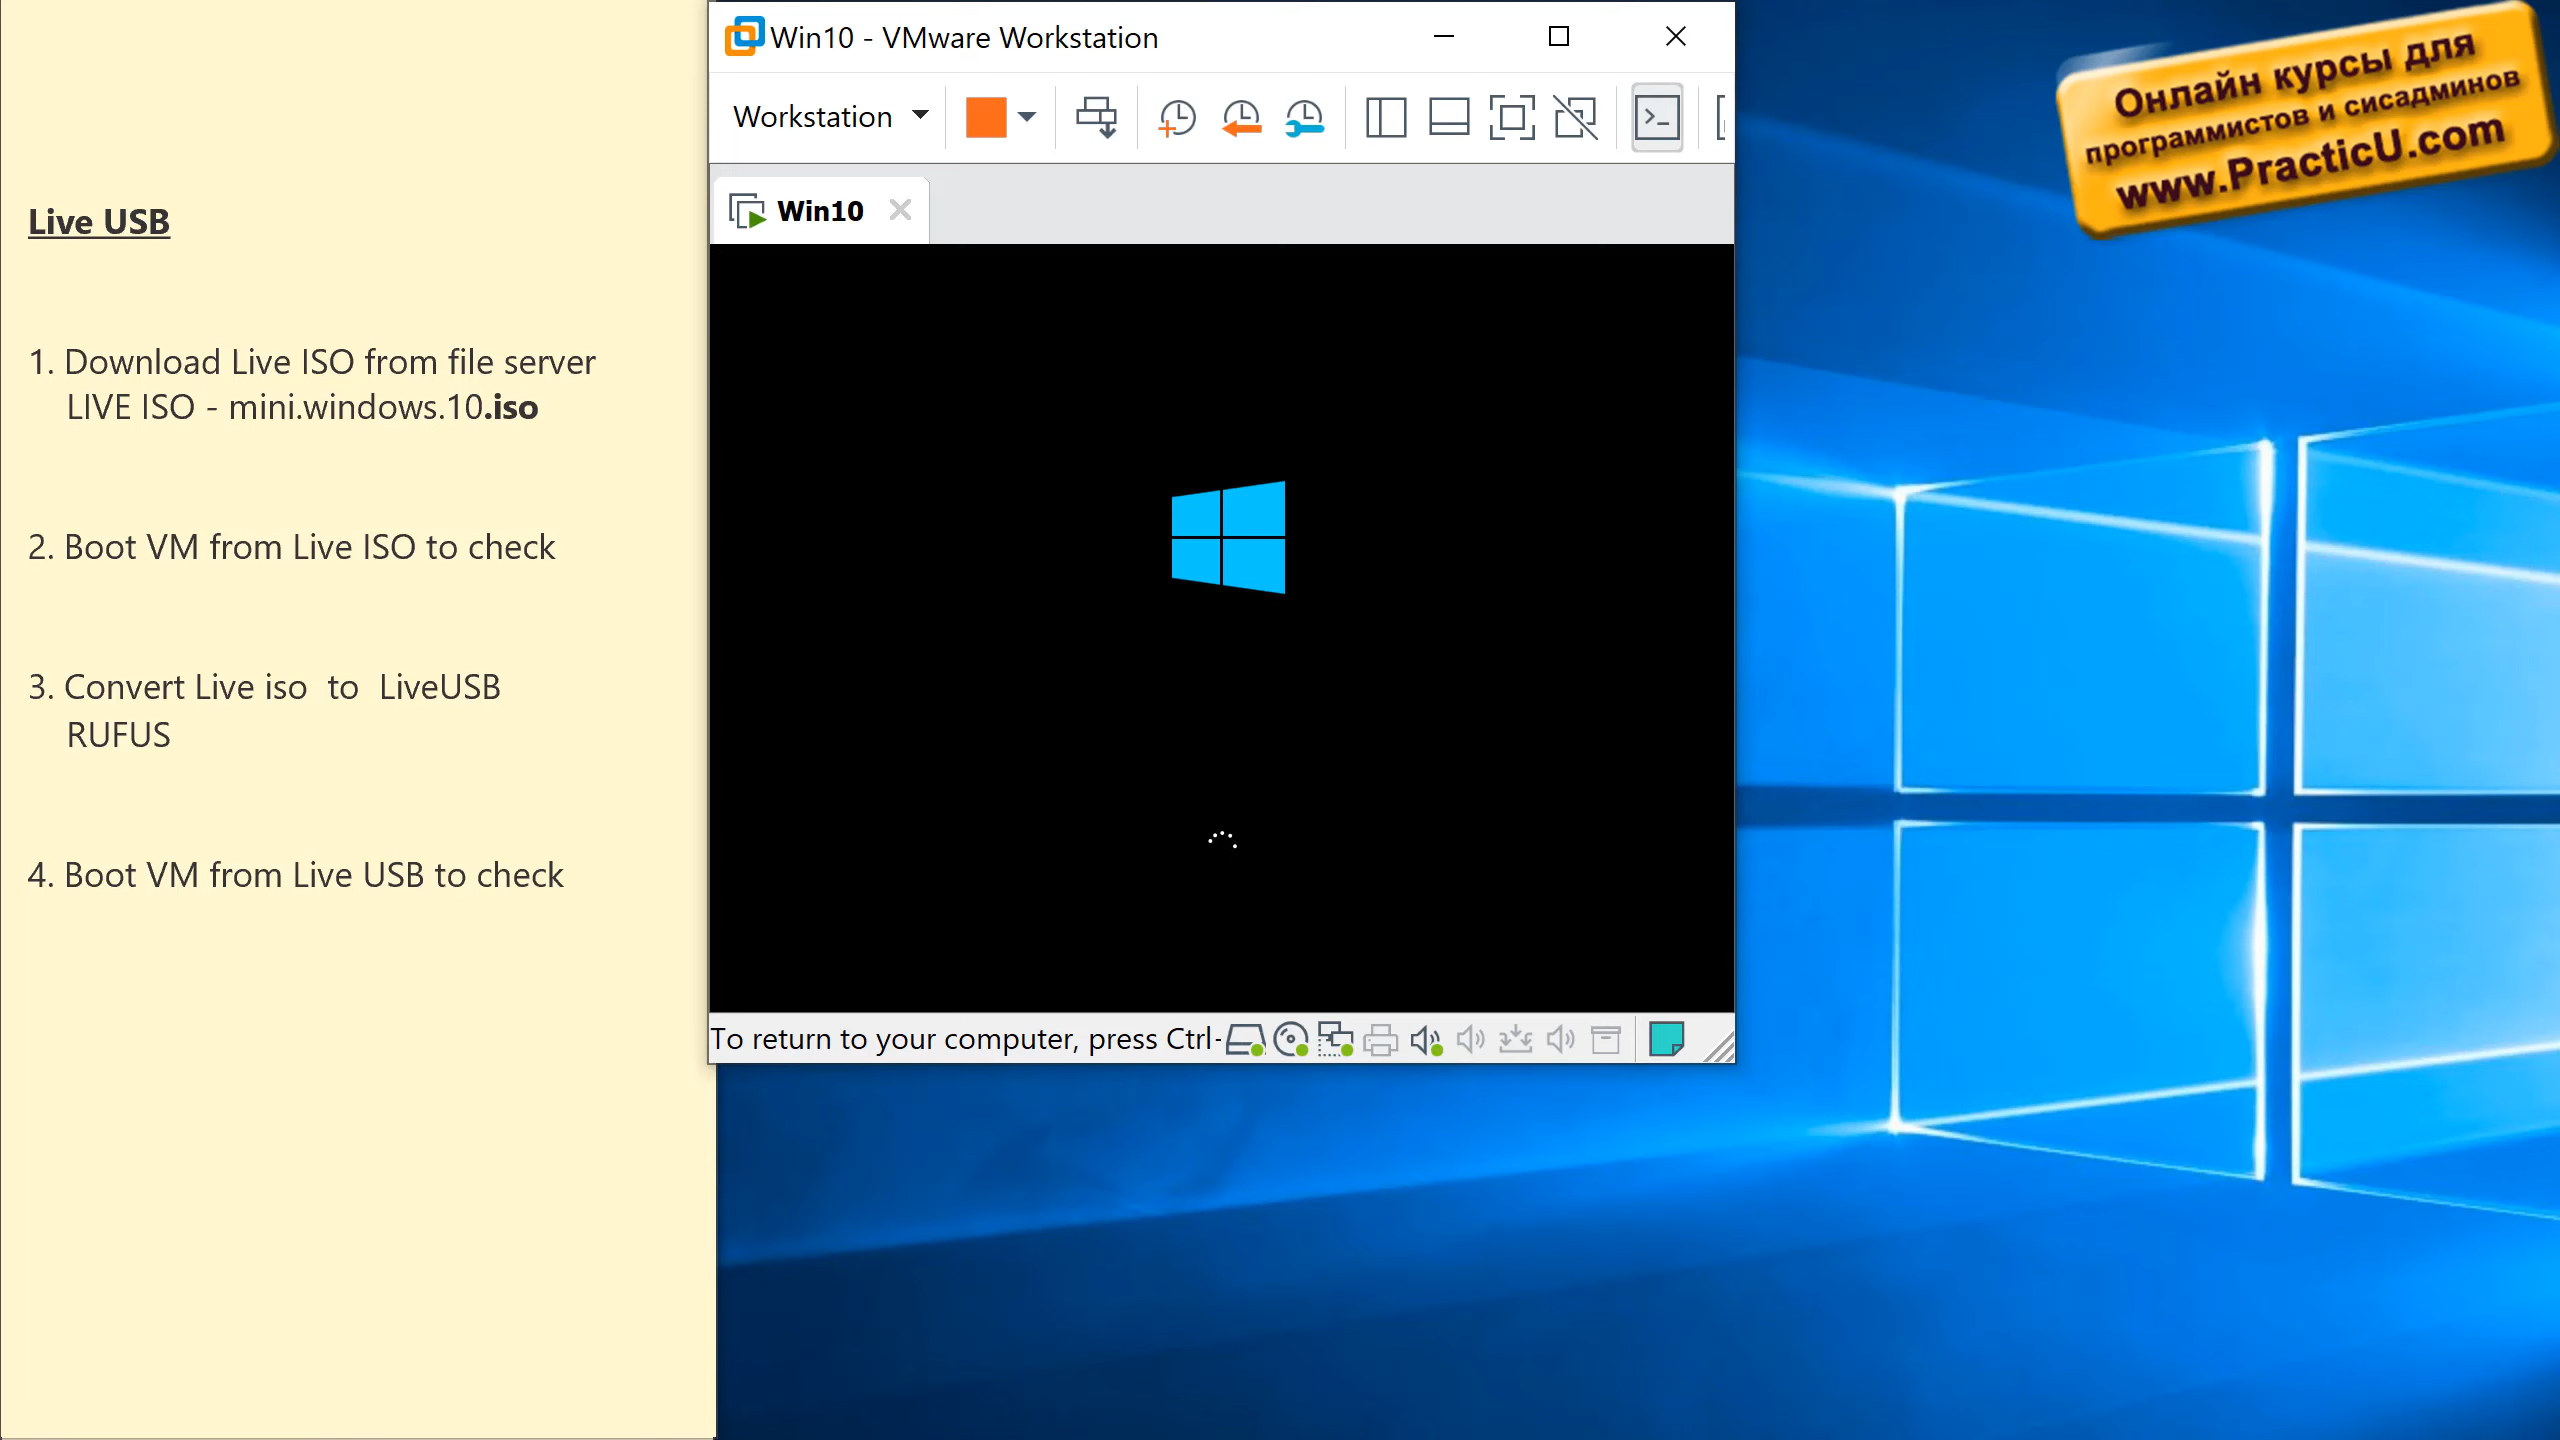 Live USB
1. Download Live ISO from file server
LIVE ISO - mini.windows.10.iso
2. Boot VM from Live ISO to check
3. Convert Live iso  to  LiveUSB
RUFUS
4. Boot VM from Live USB to check
Win10 - VMware Workstation
Workstation
Win10
To return to your computer, press Ctrl-
Онлайн курсы для
программистов и сисадминов
www.PracticU.com